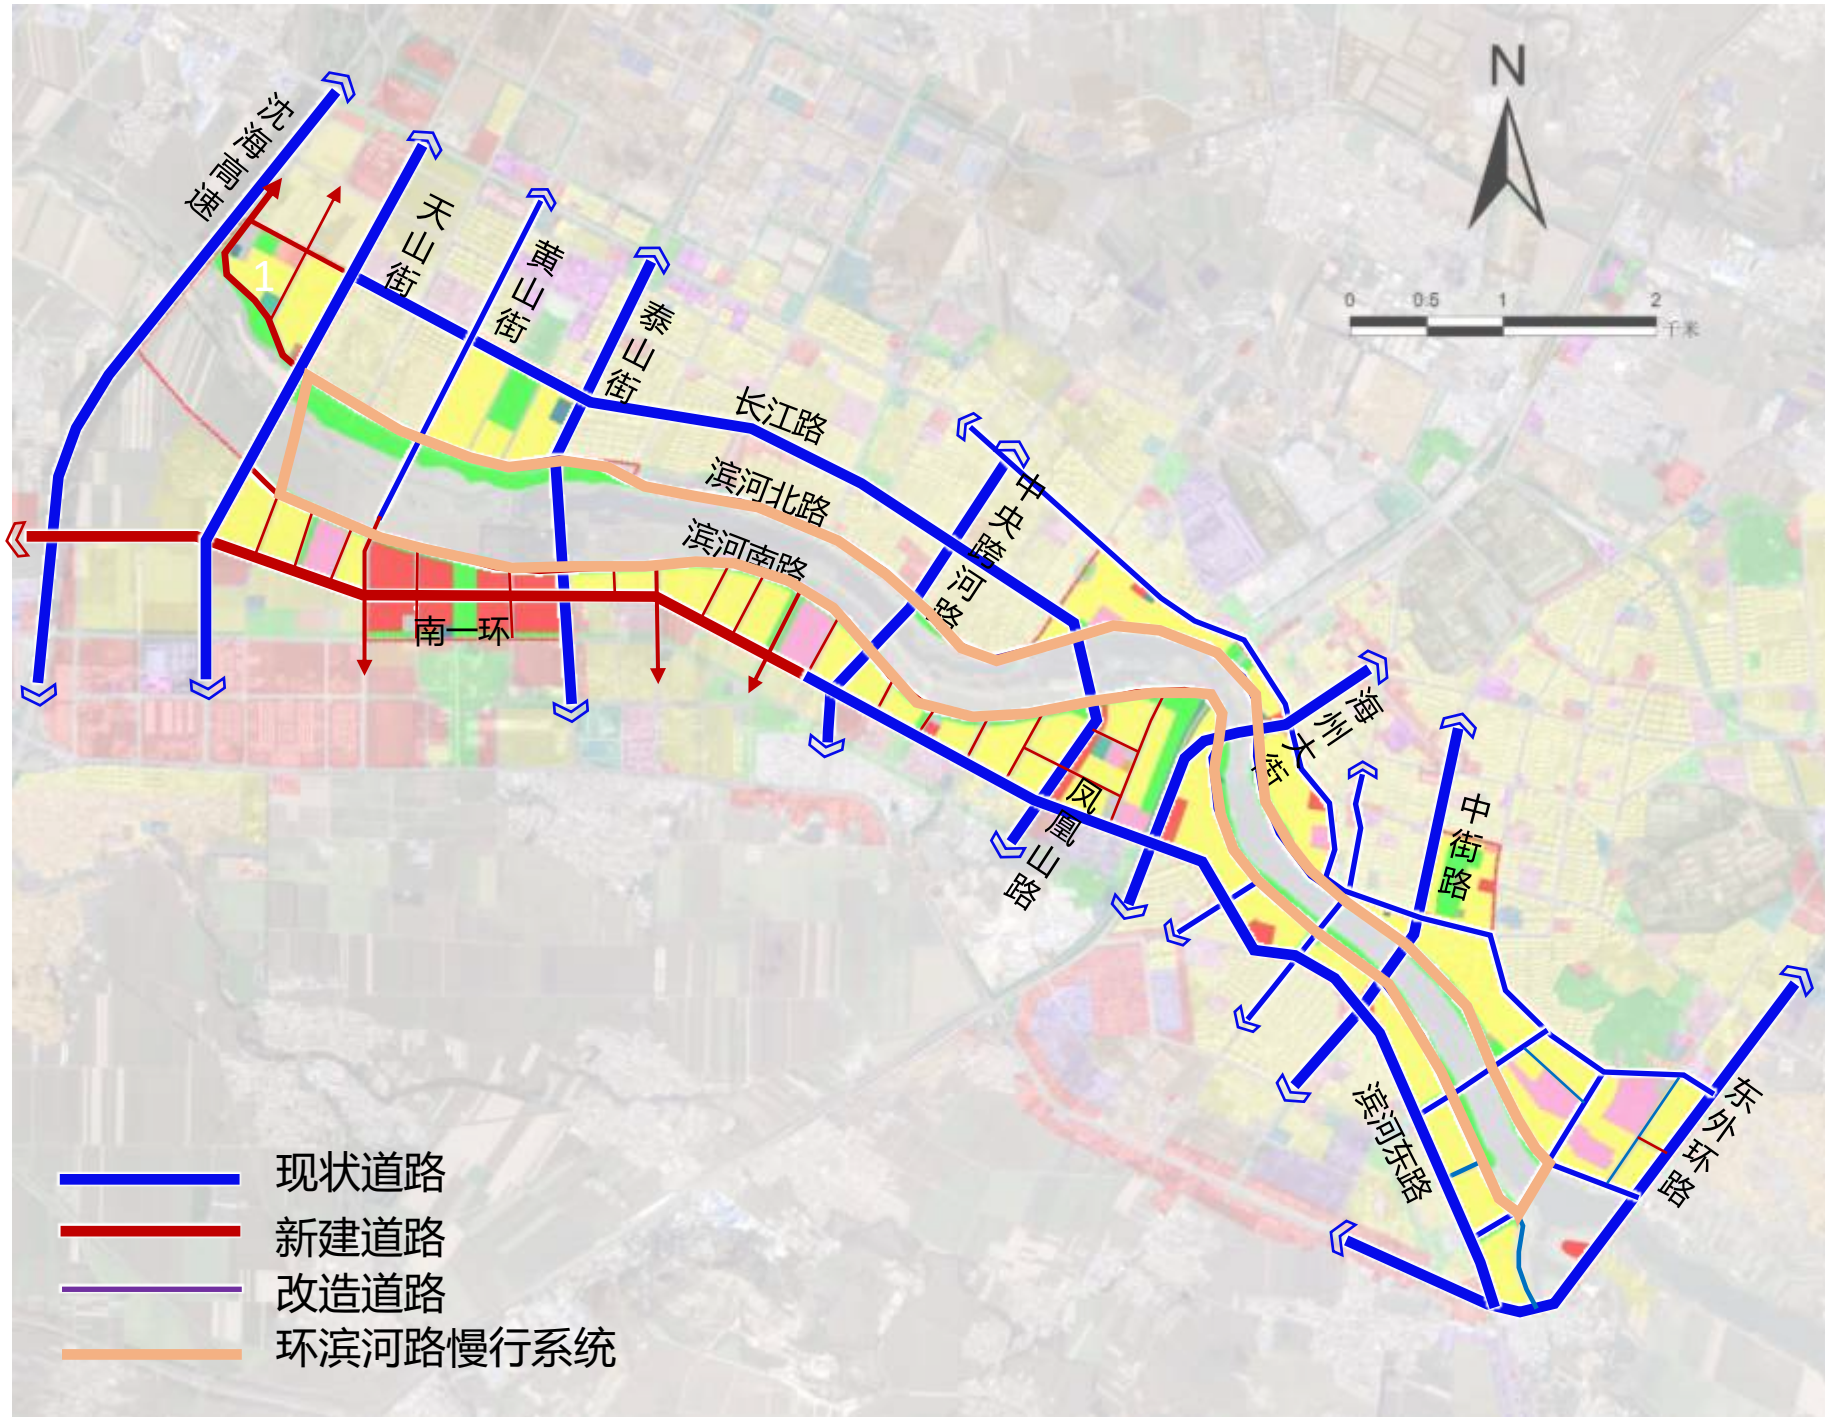 N
0 0.5 1 2
千米
沈海高速
天山街
黄山街
泰山街
1
长江路
滨河北路
滨河南路
中央跨河路
南一环
海州大街
凤凰山路
中街路
滨河东路
东外环路
现状道路
新建道路
改造道路
环滨河路慢行系统